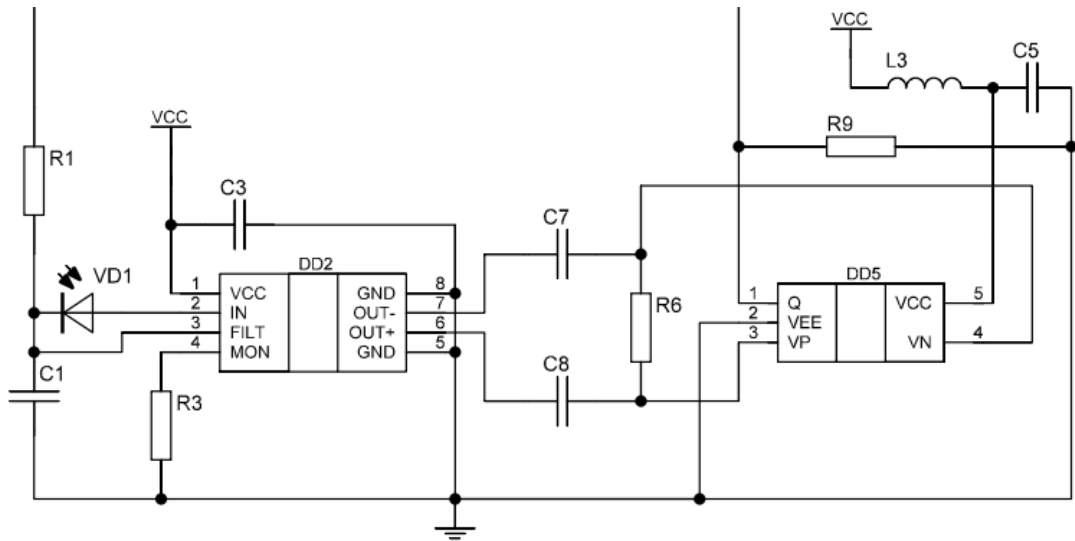 VCC
L3
C5
R9
R1
VCC
C3
C7
VD1
DD2
1 VCC GND 8
2 IN OUT- 7
3 FILT OUT+ 6
4 MON GND 5
R6
DD5
1 Q VCC 5
2 VEE
3 VP VN 4
C1
R3
C8